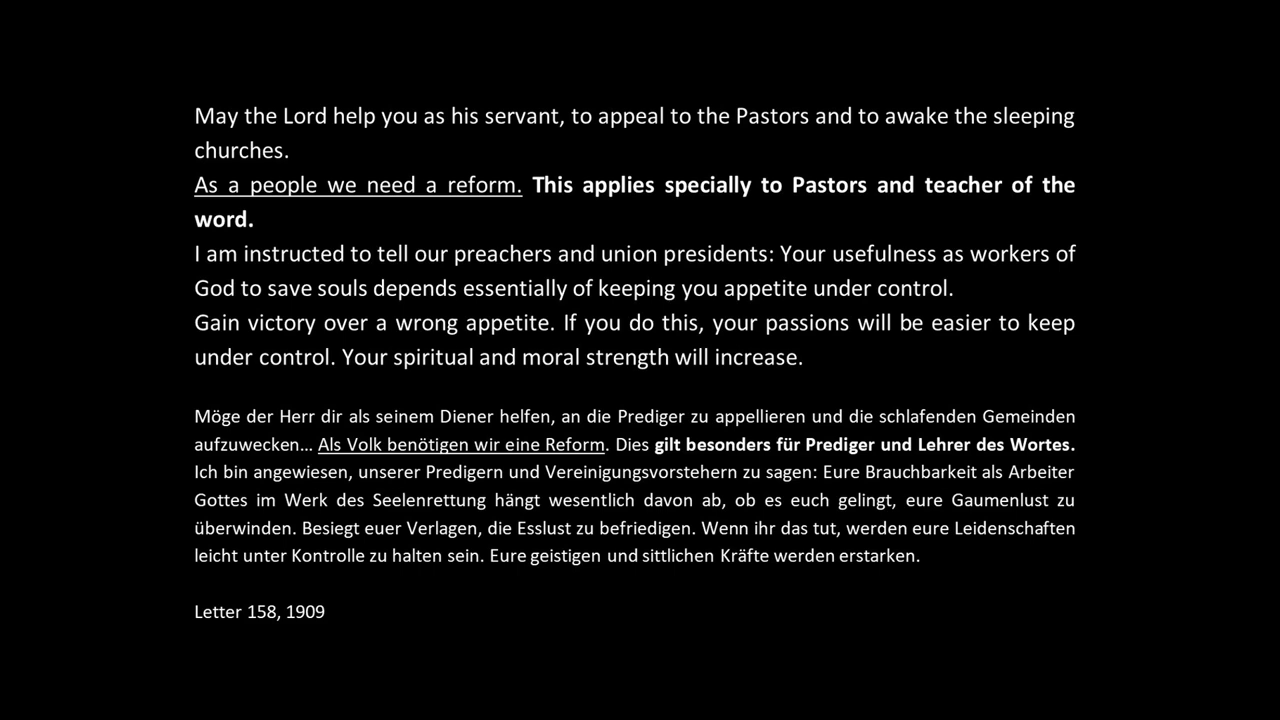 May the Lord help you as his servant, to appeal to the Pastors and to awake the sleeping
churches.
As a people we need a reform. This applies specially to Pastors and teacher of the
word.
I am instructed to tell our preachers and union presidents: Your usefulness as workers of
God to save souls depends essentially of keeping you appetite under control.
Gain victory over a wrong appetite. If you do this, your passions will be easier to keep
under control. Your spiritual and moral strength will increase.
Möge der Herr dir als seinem Diener helfen, an die Prediger zu appellieren und die schlafenden Gemeinden
aufzuwecken… Als Volk benötigen wir eine Reform. Dies gilt besonders für Prediger und Lehrer des Wortes.
Ich bin angewiesen, unserer Predigern und Vereinigungsvorstehern zu sagen: Eure Brauchbarkeit als Arbeiter
Gottes im Werk des Seelenrettung hängt wesentlich davon ab, ob es euch gelingt, eure Gaumenlust zu
überwinden. Besiegt euer Verlagen, die Esslust zu befriedigen. Wenn ihr das tut, werden eure Leidenschaften
leicht unter Kontrolle zu halten sein. Eure geistigen und sittlichen Kräfte werden erstarken.
Letter 158, 1909